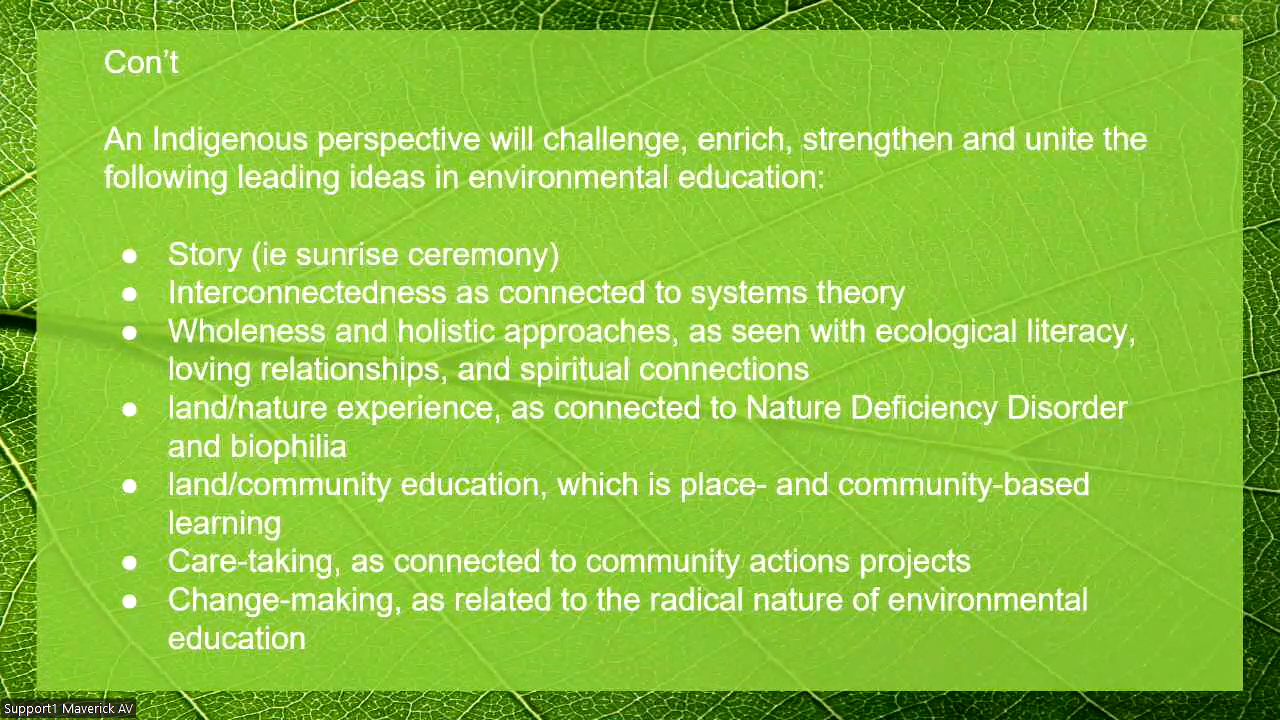 Con’t
An Indigenous perspective will challenge, enrich, strengthen and unite the
following leading ideas in environmental education:
● Story (ie sunrise ceremony)
● Interconnectedness as connected to systems theory
● Wholeness and holistic approaches, as seen with ecological literacy,
loving relationships, and spiritual connections
● land/nature experience, as connected to Nature Deficiency Disorder
and biophilia
● land/community education, which is place- and community-based
learning
● Care-taking, as connected to community actions projects
● Change-making, as related to the radical nature of environmental
education
Support1 Maverick AV